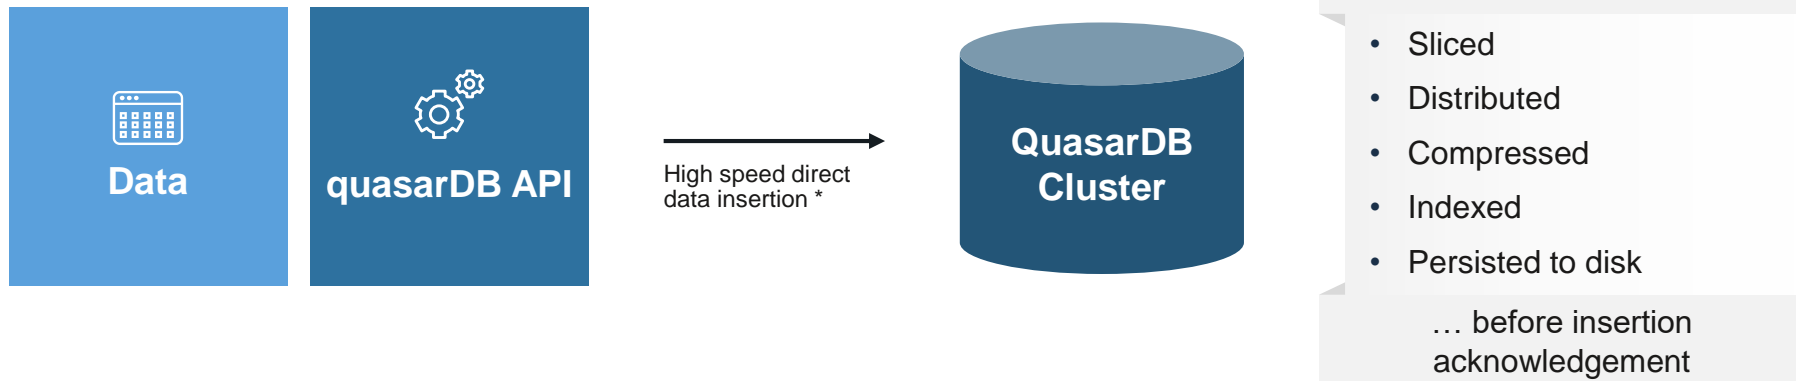 Data
quasarDB API
High speed direct
data insertion *
QuasarDB
Cluster
• Sliced
• Distributed
• Compressed
• Indexed
• Persisted to disk
… before insertion
acknowledgement